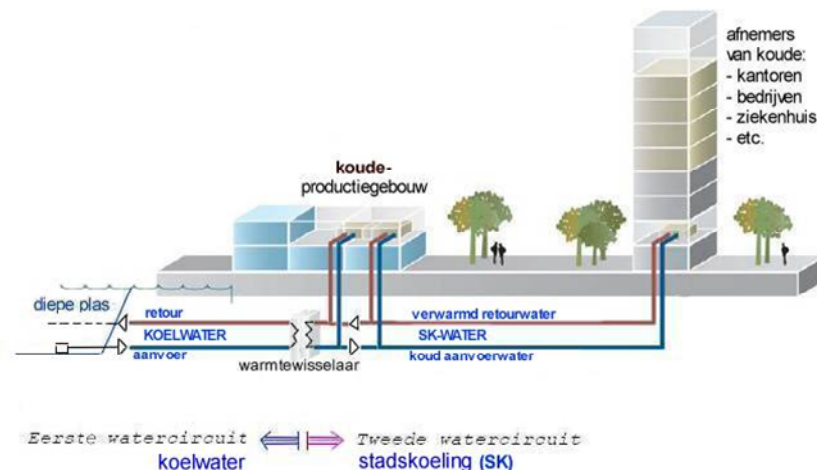 afnemers
van koude:
- kantoren
- bedrijven
- ziekenhuis
- etc.
koude-
productiegebouw
diepe plas
retour
KOELWATER
aanvoer
warmtewisselaar
verwarmd retourwater
SK-WATER
koud aanvoerwater
Eerste watercircuit
koelwater
Tweede watercircuit
stadskoeling (SK)